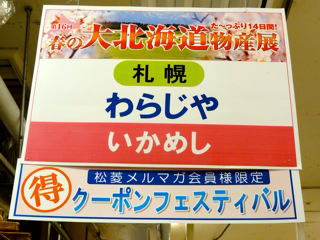 第16回
たーっぷり14日間!
春の大北海道物産展
札幌
わらじや
いかめし
松菱メルマガ会員様限定
得 クーポンフェスティバル